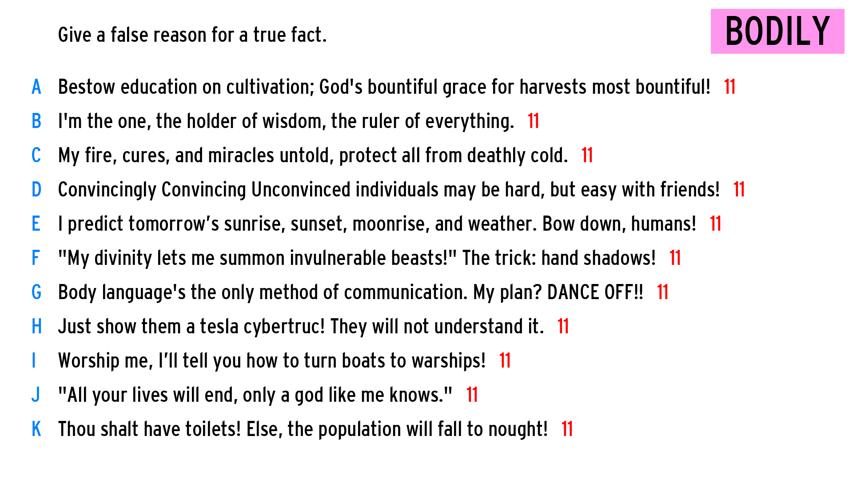 Give a false reason for a true fact.
BODILY
A Bestow education on cultivation; God's bountiful grace for harvests most bountiful! 11
B I'm the one, the holder of wisdom, the ruler of everything. 11
C My fire, cures, and miracles untold, protect all from deathly cold. 11
D Convincingly Convincing Unconvinced individuals may be hard, but easy with friends! 11
E I predict tomorrow’s sunrise, sunset, moonrise, and weather. Bow down, humans! 11
F "My divinity lets me summon invulnerable beasts!" The trick: hand shadows! 11
G Body language's the only method of communication. My plan? DANCE OFF!! 11
H Just show them a tesla cybertruc! They will not understand it. 11
I Worship me, I’ll tell you how to turn boats to warships! 11
J "All your lives will end, only a god like me knows." 11
K Thou shalt have toilets! Else, the population will fall to nought! 11